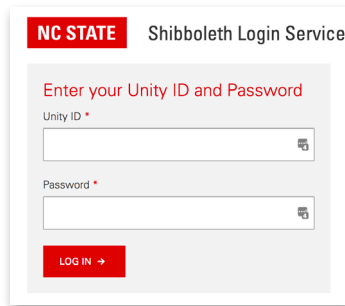 NC STATE Shibboleth Login Service
Enter your Unity ID and Password
Unity ID *
Password *
LOG IN →